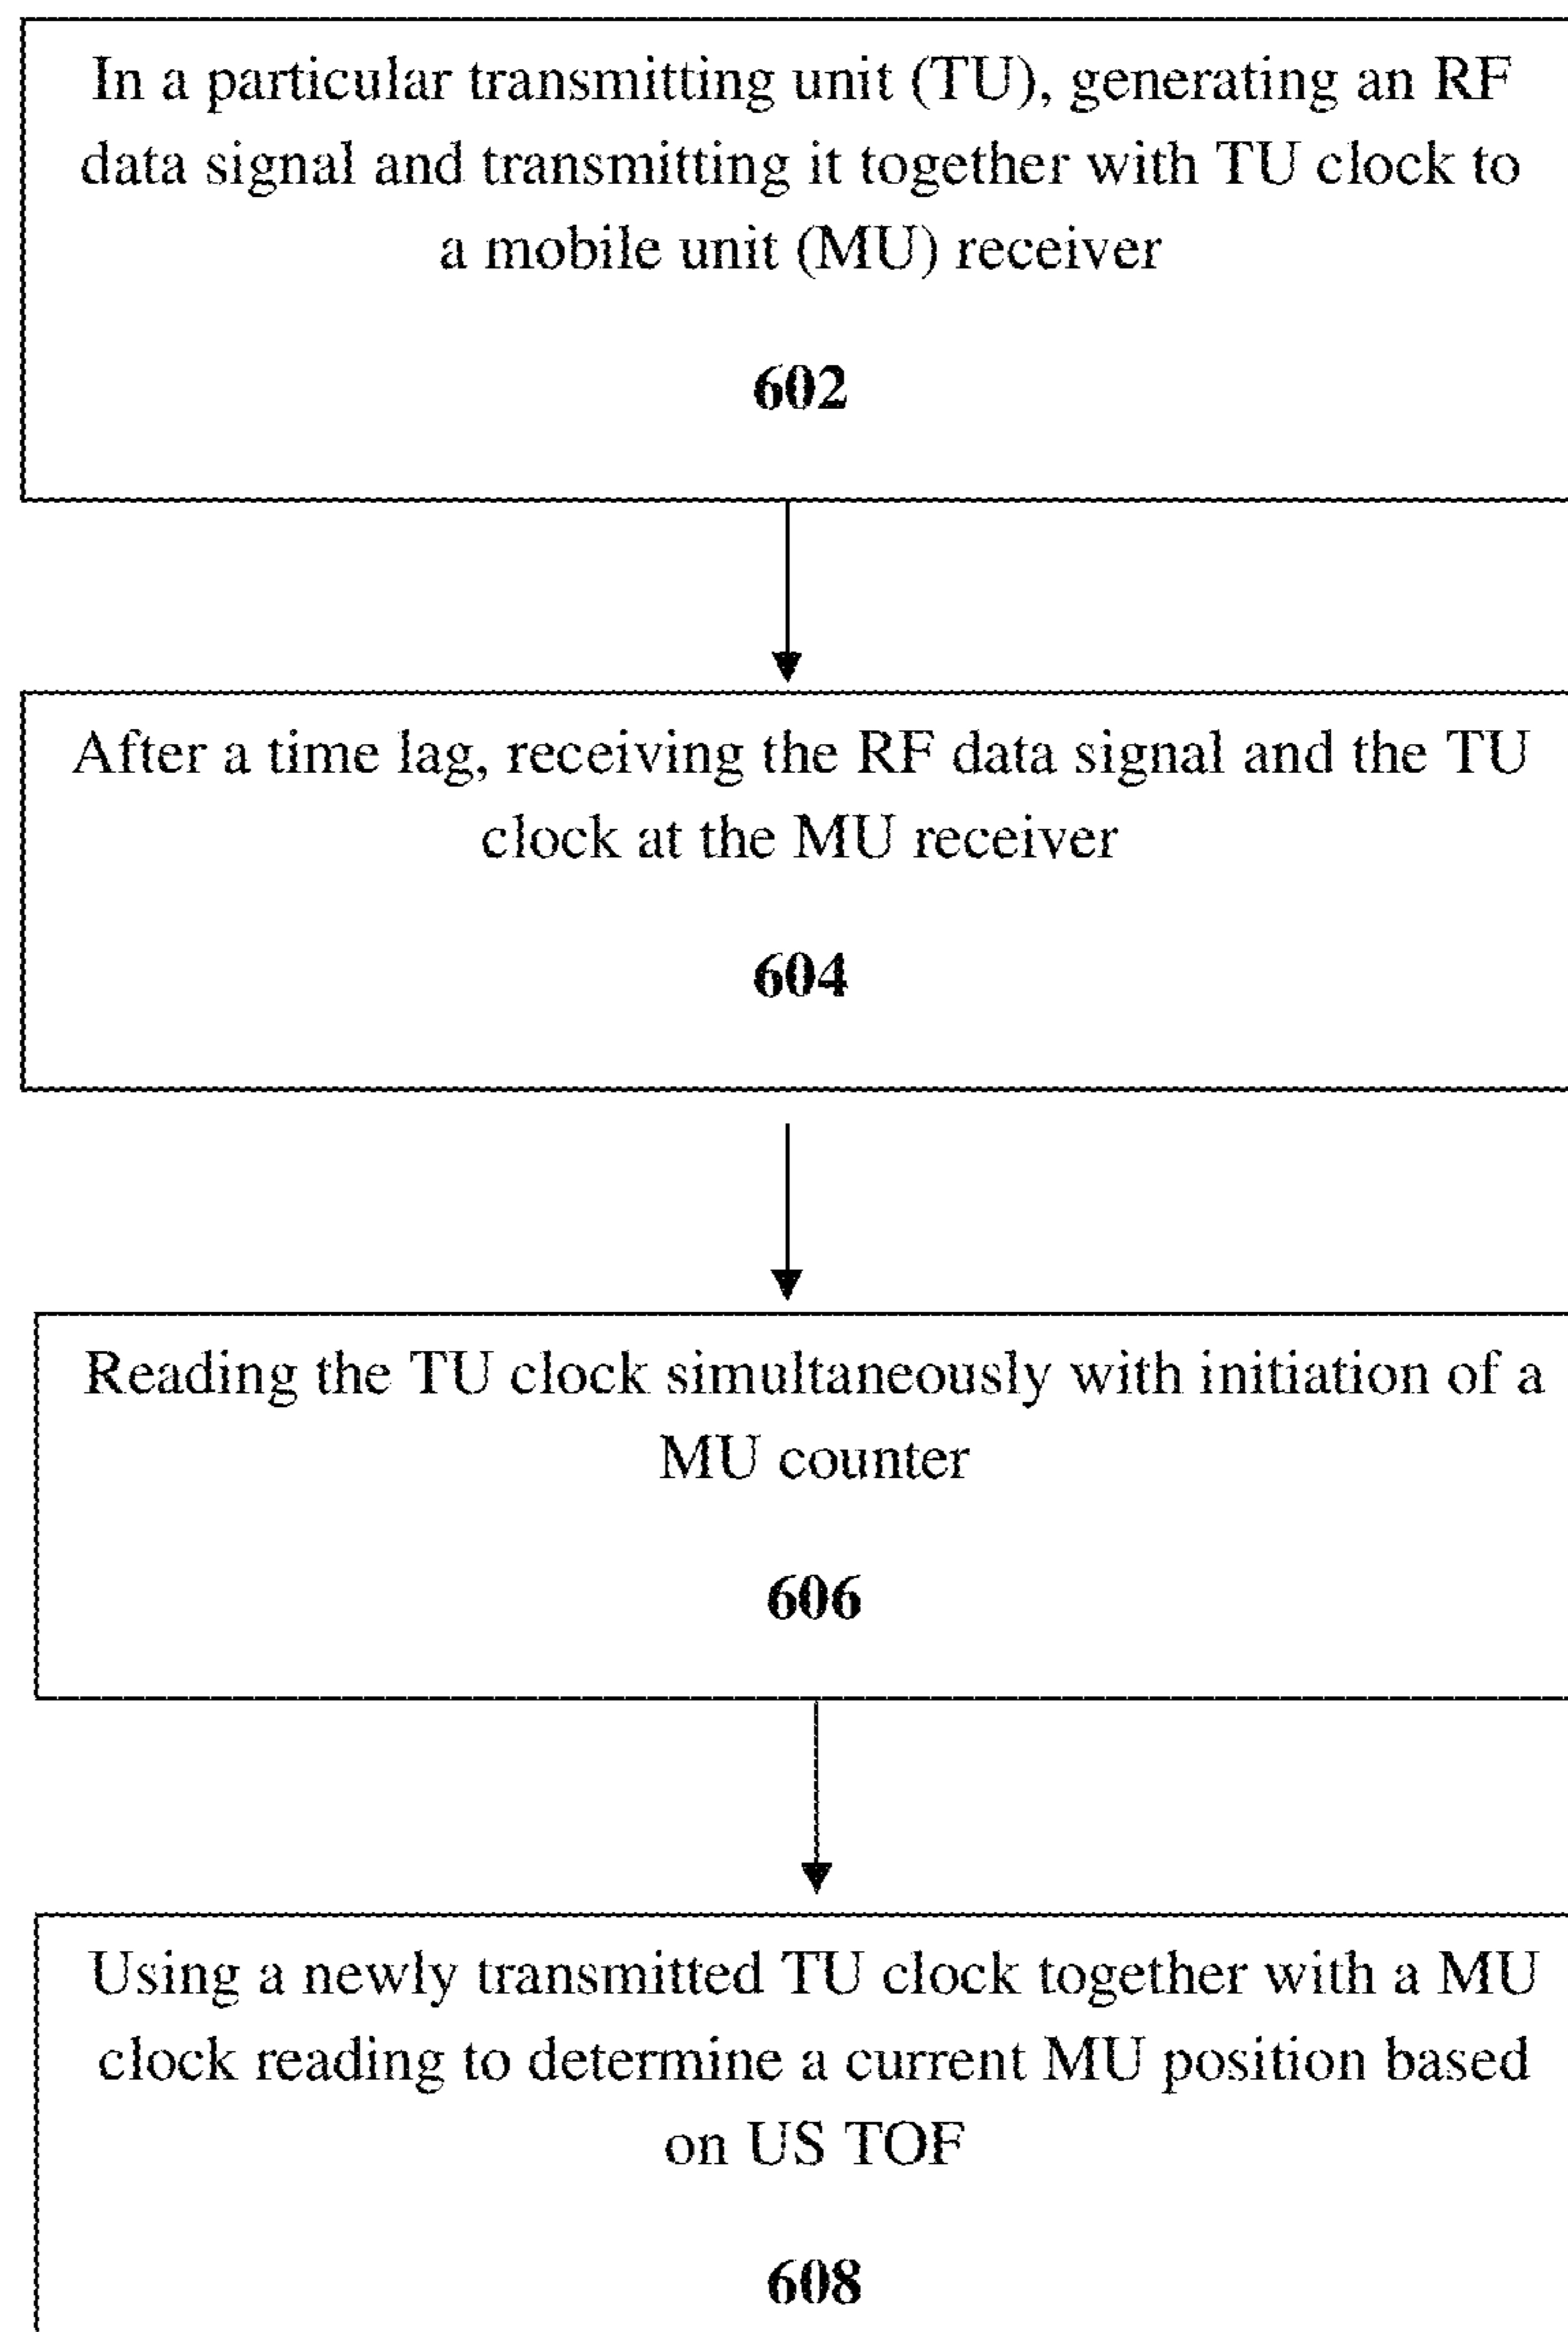 In a particular transmitting unit (TU), generating an RF
data signal and transmitting it together with TU clock to
a mobile unit (MU) receiver
602
After a time lag, receiving the RF data signal and the TU
clock at the MU receiver
604
Reading the TU clock simultaneously with initiation of a
MU counter
606
Using a newly transmitted TU clock together with a MU
clock reading to determine a current MU position based
on US TOF
608